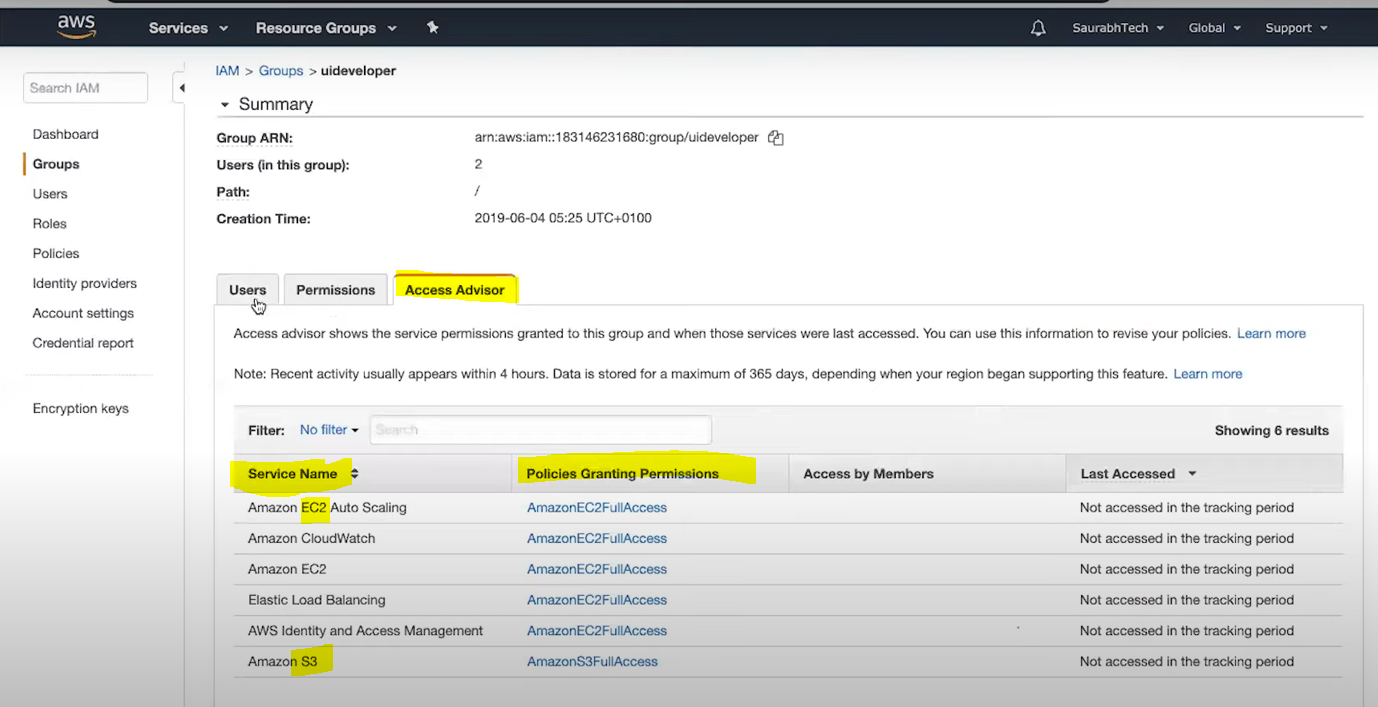 aws Services Resource Groups SaurabhTech Global Support
Search IAM
Dashboard
Groups
Users
Roles
Policies
Identity providers
Account settings
Credential report
Encryption keys
IAM > Groups > uideveloper
Summary
Group ARN: arn:aws:iam::183146231680:group/uideveloper
Users (in this group): 2
Path: /
Creation Time: 2019-06-04 05:25 UTC+0100
Users Permissions Access Advisor
Access advisor shows the service permissions granted to this group and when those services were last accessed. You can use this information to revise your policies. Learn more
Note: Recent activity usually appears within 4 hours. Data is stored for a maximum of 365 days, depending when your region began supporting this feature. Learn more
Filter: No filter Search Showing 6 results
Service Name Policies Granting Permissions Access by Members Last Accessed
Amazon EC2 Auto Scaling AmazonEC2FullAccess Not accessed in the tracking period
Amazon CloudWatch AmazonEC2FullAccess Not accessed in the tracking period
Amazon EC2 AmazonEC2FullAccess Not accessed in the tracking period
Elastic Load Balancing AmazonEC2FullAccess Not accessed in the tracking period
AWS Identity and Access Management AmazonEC2FullAccess Not accessed in the tracking period
Amazon S3 AmazonS3FullAccess Not accessed in the tracking period